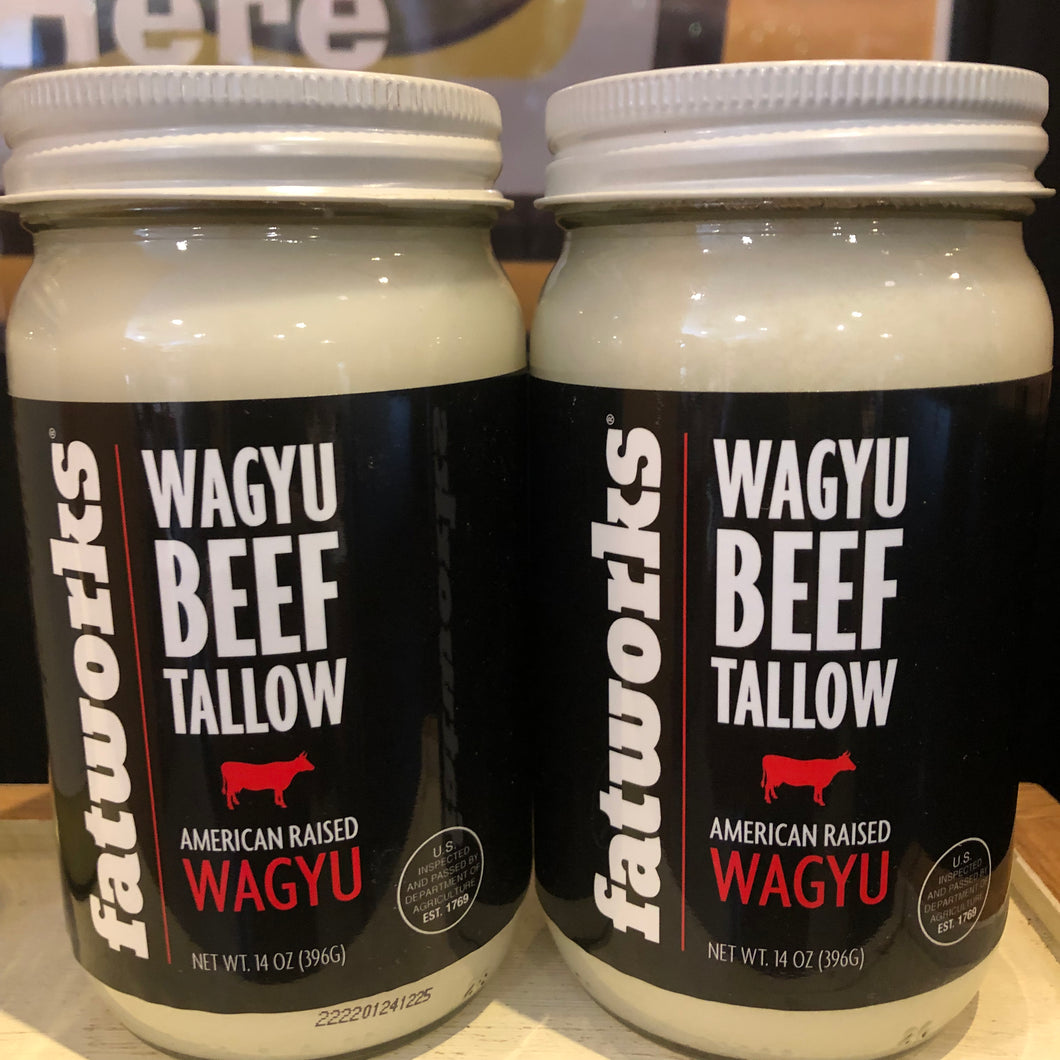 here
fatworks®
WAGYU
BEEF
TALLOW
AMERICAN RAISED
WAGYU
NET WT. 14 OZ (396G)
U.S.
INSPECTED
AND PASSED BY
DEPARTMENT OF
AGRICULTURE
EST. 1769
222201241225
fatworks®
WAGYU
BEEF
TALLOW
AMERICAN RAISED
WAGYU
NET WT. 14 OZ (396G)
U.S.
INSPECTED
AND PASSED BY
DEPARTMENT OF
AGRICULTURE
EST. 1769